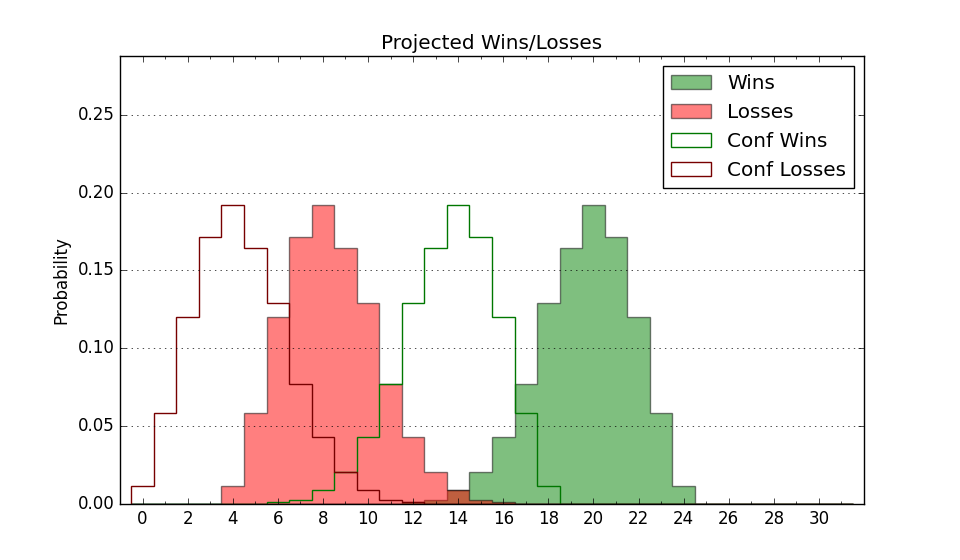 Projected Wins/Losses
Wins
Losses
Conf Wins
Conf Losses
Probability
0.25
0.20
0.15
0.10
0.05
0.00
0 2 4 6 8 10 12 14 16 18 20 22 24 26 28 30